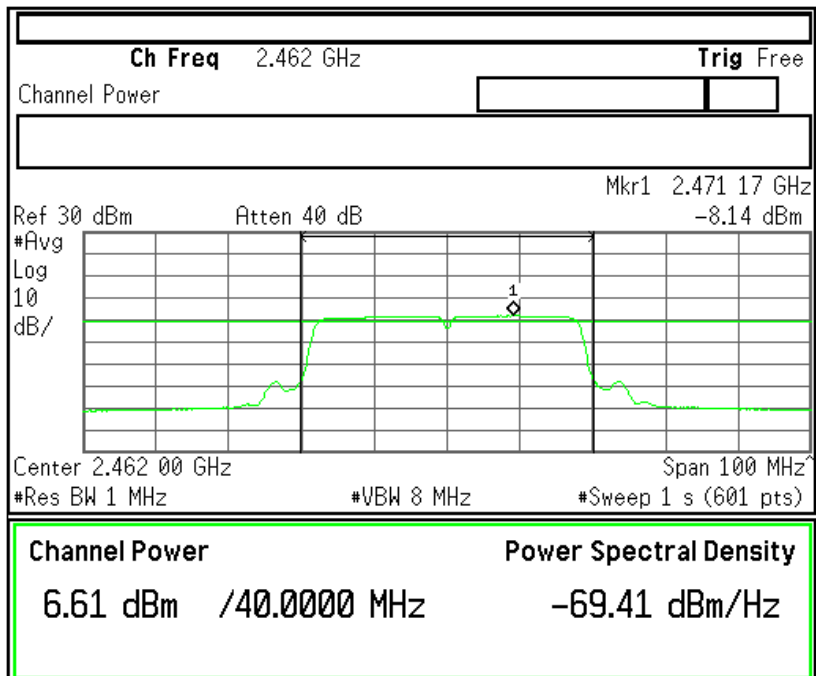 Ch Freq 2.462 GHz Trig Free
Channel Power
Mkr1 2.471 17 GHz
Ref 30 dBm Atten 40 dB -8.14 dBm
#Avg
Log
10
dB/
1
Center 2.462 00 GHz Span 100 MHz^
#Res BW 1 MHz #VBW 8 MHz #Sweep 1 s (601 pts)
Channel Power Power Spectral Density
6.61 dBm /40.0000 MHz -69.41 dBm/Hz